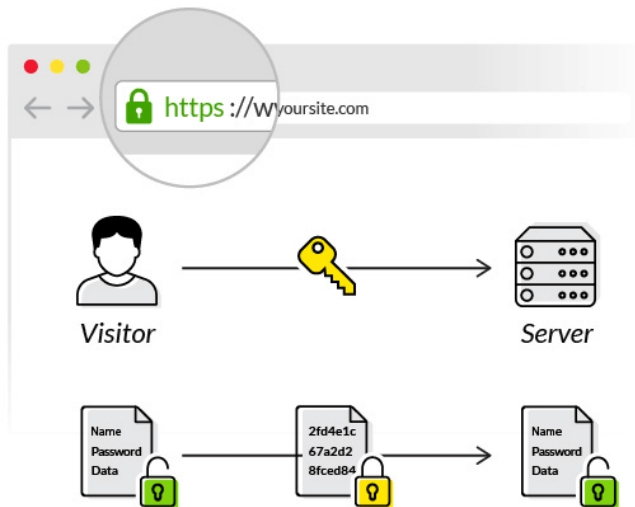 https://wyoursite.com
Visitor
Server
Name
Password
Data
2fd4e1c
67a2d2
8fced84
Name
Password
Data